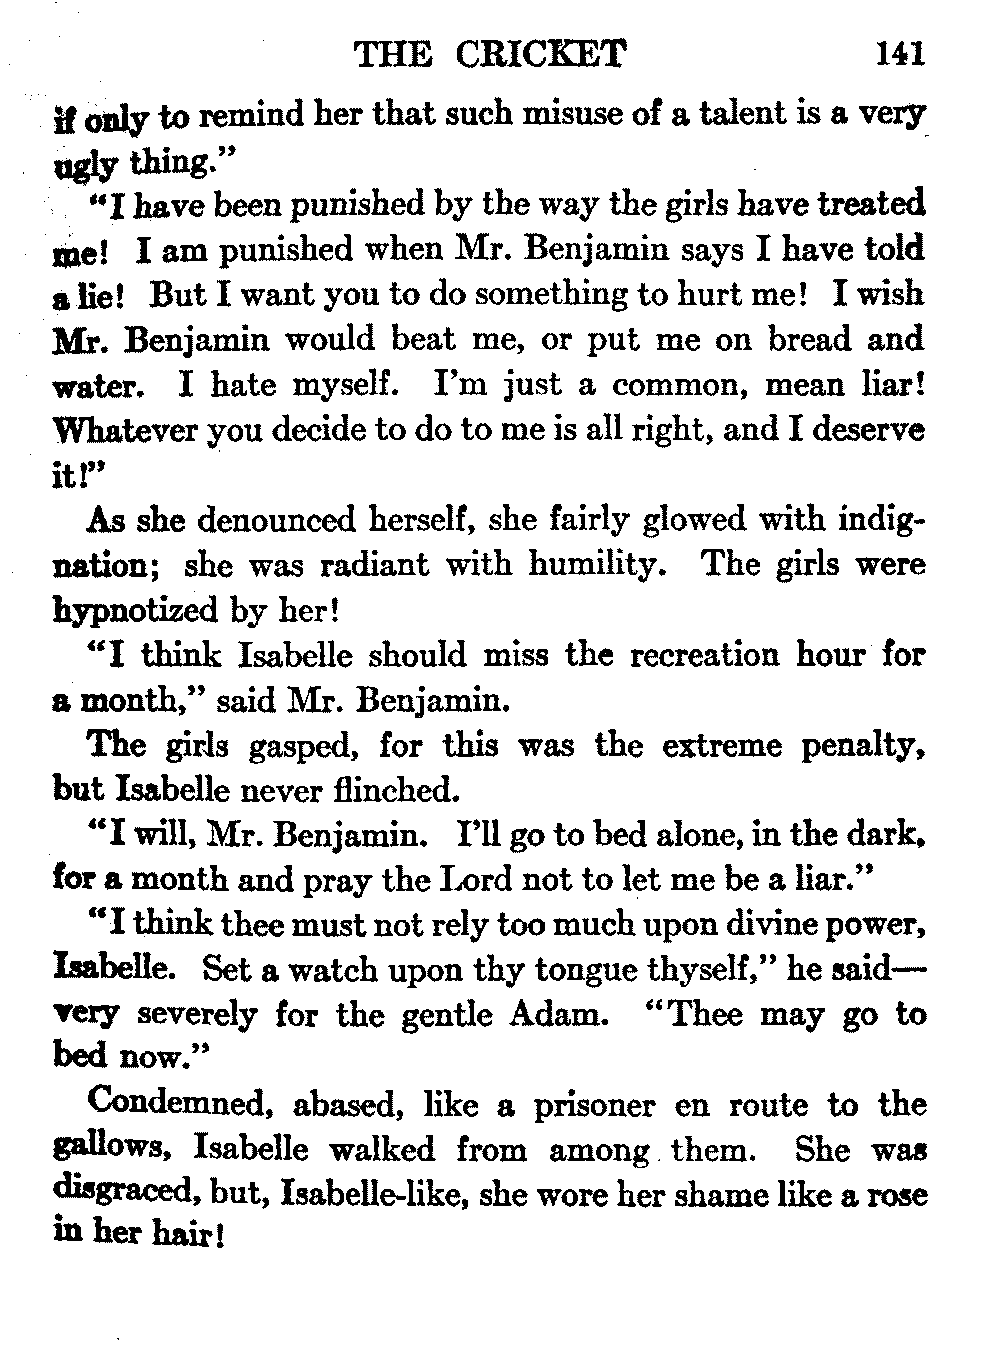 THE CRICKET 141
if only to remind her that such misuse of a talent is a very
ugly thing."
"I have been punished by the way the girls have treated
me! I am punished when Mr. Benjamin says I have told
a lie! But I want you to do something to hurt me! I wish
Mr. Benjamin would beat me, or put me on bread and
water. I hate myself. I'm just a common, mean liar!
Whatever you decide to do to me is all right, and I deserve
it!"
As she denounced herself, she fairly glowed with indig-
nation; she was radiant with humility. The girls were
hypnotized by her!
"I think Isabelle should miss the recreation hour for
a month," said Mr. Benjamin.
The girls gasped, for this was the extreme penalty,
but Isabelle never flinched.
"I will, Mr. Benjamin. I'll go to bed alone, in the dark,
for a month and pray the Lord not to let me be a liar."
"I think thee must not rely too much upon divine power,
Isabelle. Set a watch upon thy tongue thyself," he said—
very severely for the gentle Adam. "Thee may go to
bed now."
Condemned, abased, like a prisoner en route to the
gallows, Isabelle walked from among them. She was
disgraced, but, Isabelle-like, she wore her shame like a rose
in her hair!